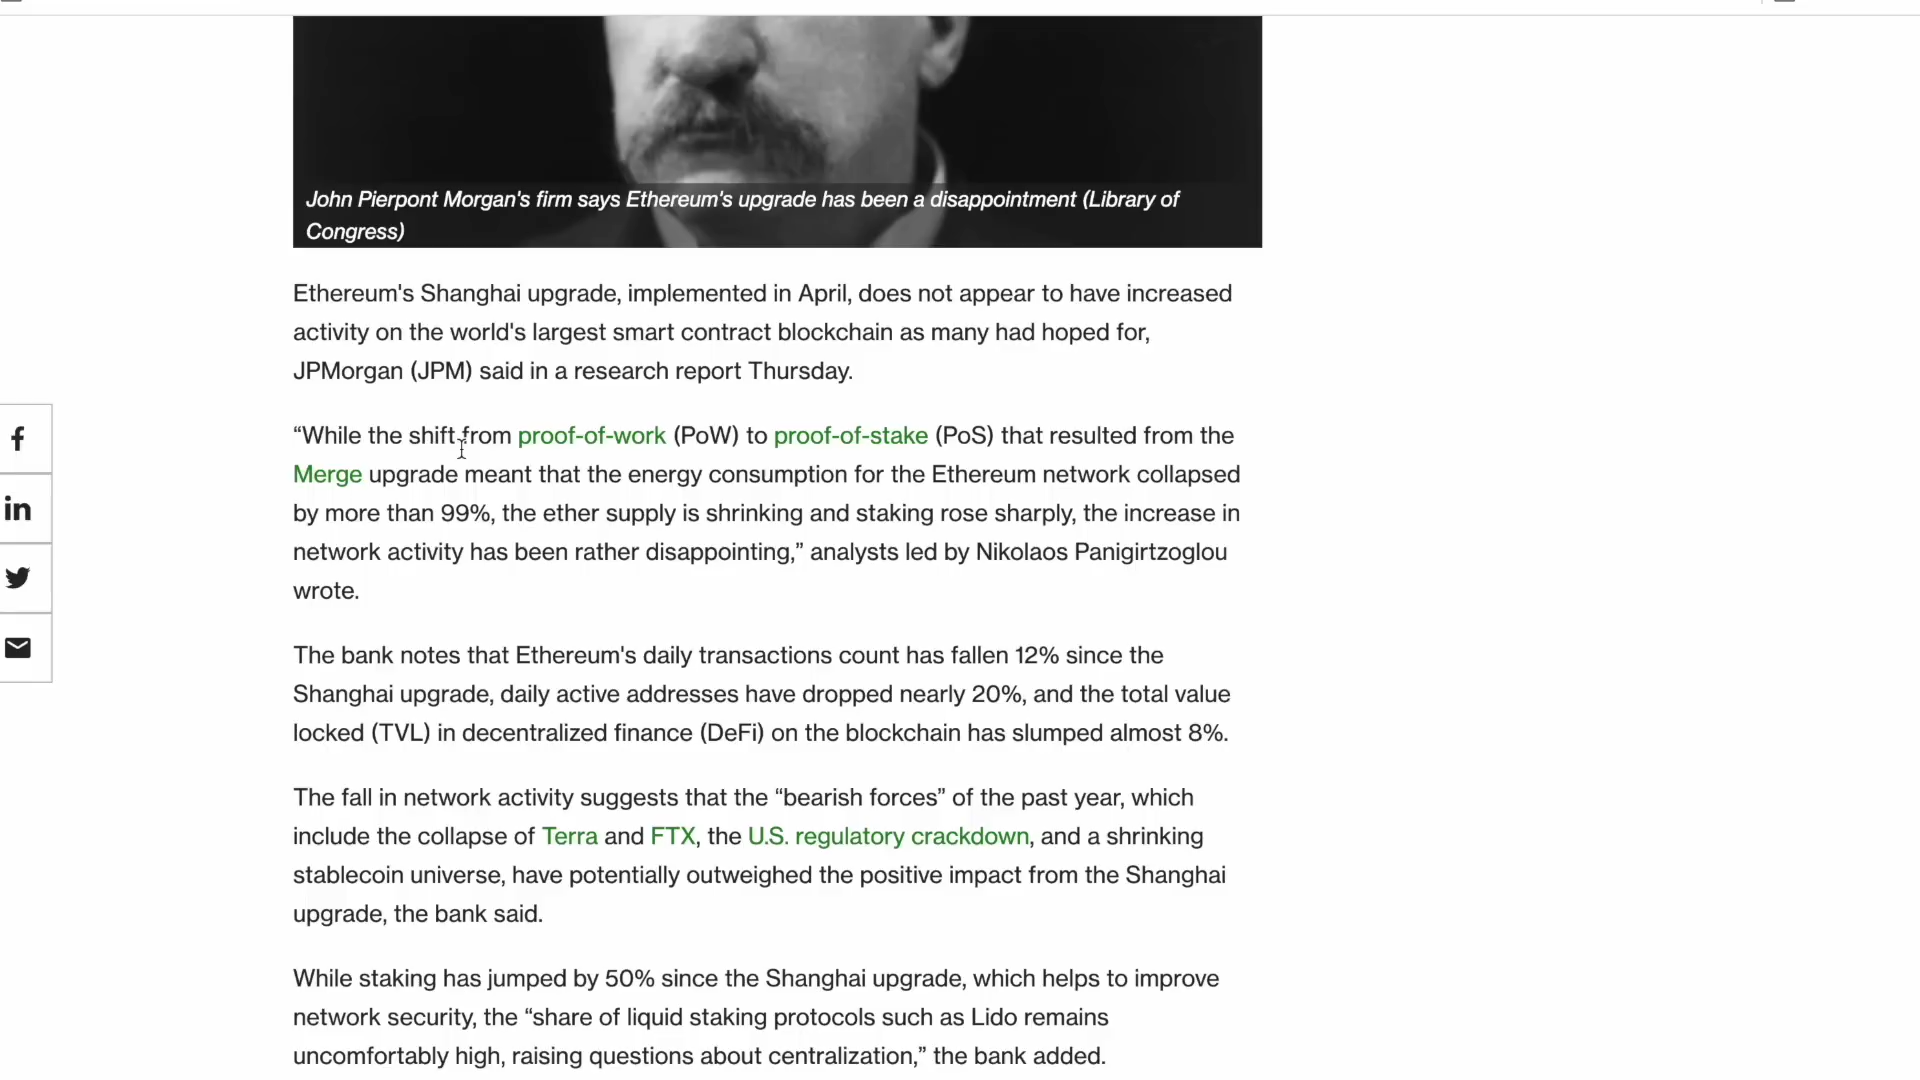 John Pierpont Morgan's firm says Ethereum's upgrade has been a disappointment (Library of
Congress)
Ethereum's Shanghai upgrade, implemented in April, does not appear to have increased
activity on the world's largest smart contract blockchain as many had hoped for,
JPMorgan (JPM) said in a research report Thursday.
“While the shift from proof-of-work (PoW) to proof-of-stake (PoS) that resulted from the
Merge upgrade meant that the energy consumption for the Ethereum network collapsed
by more than 99%, the ether supply is shrinking and staking rose sharply, the increase in
network activity has been rather disappointing,” analysts led by Nikolaos Panigirtzoglou
wrote.
The bank notes that Ethereum's daily transactions count has fallen 12% since the
Shanghai upgrade, daily active addresses have dropped nearly 20%, and the total value
locked (TVL) in decentralized finance (DeFi) on the blockchain has slumped almost 8%.
The fall in network activity suggests that the “bearish forces” of the past year, which
include the collapse of Terra and FTX, the U.S. regulatory crackdown, and a shrinking
stablecoin universe, have potentially outweighed the positive impact from the Shanghai
upgrade, the bank said.
While staking has jumped by 50% since the Shanghai upgrade, which helps to improve
network security, the “share of liquid staking protocols such as Lido remains
uncomfortably high, raising questions about centralization,” the bank added.